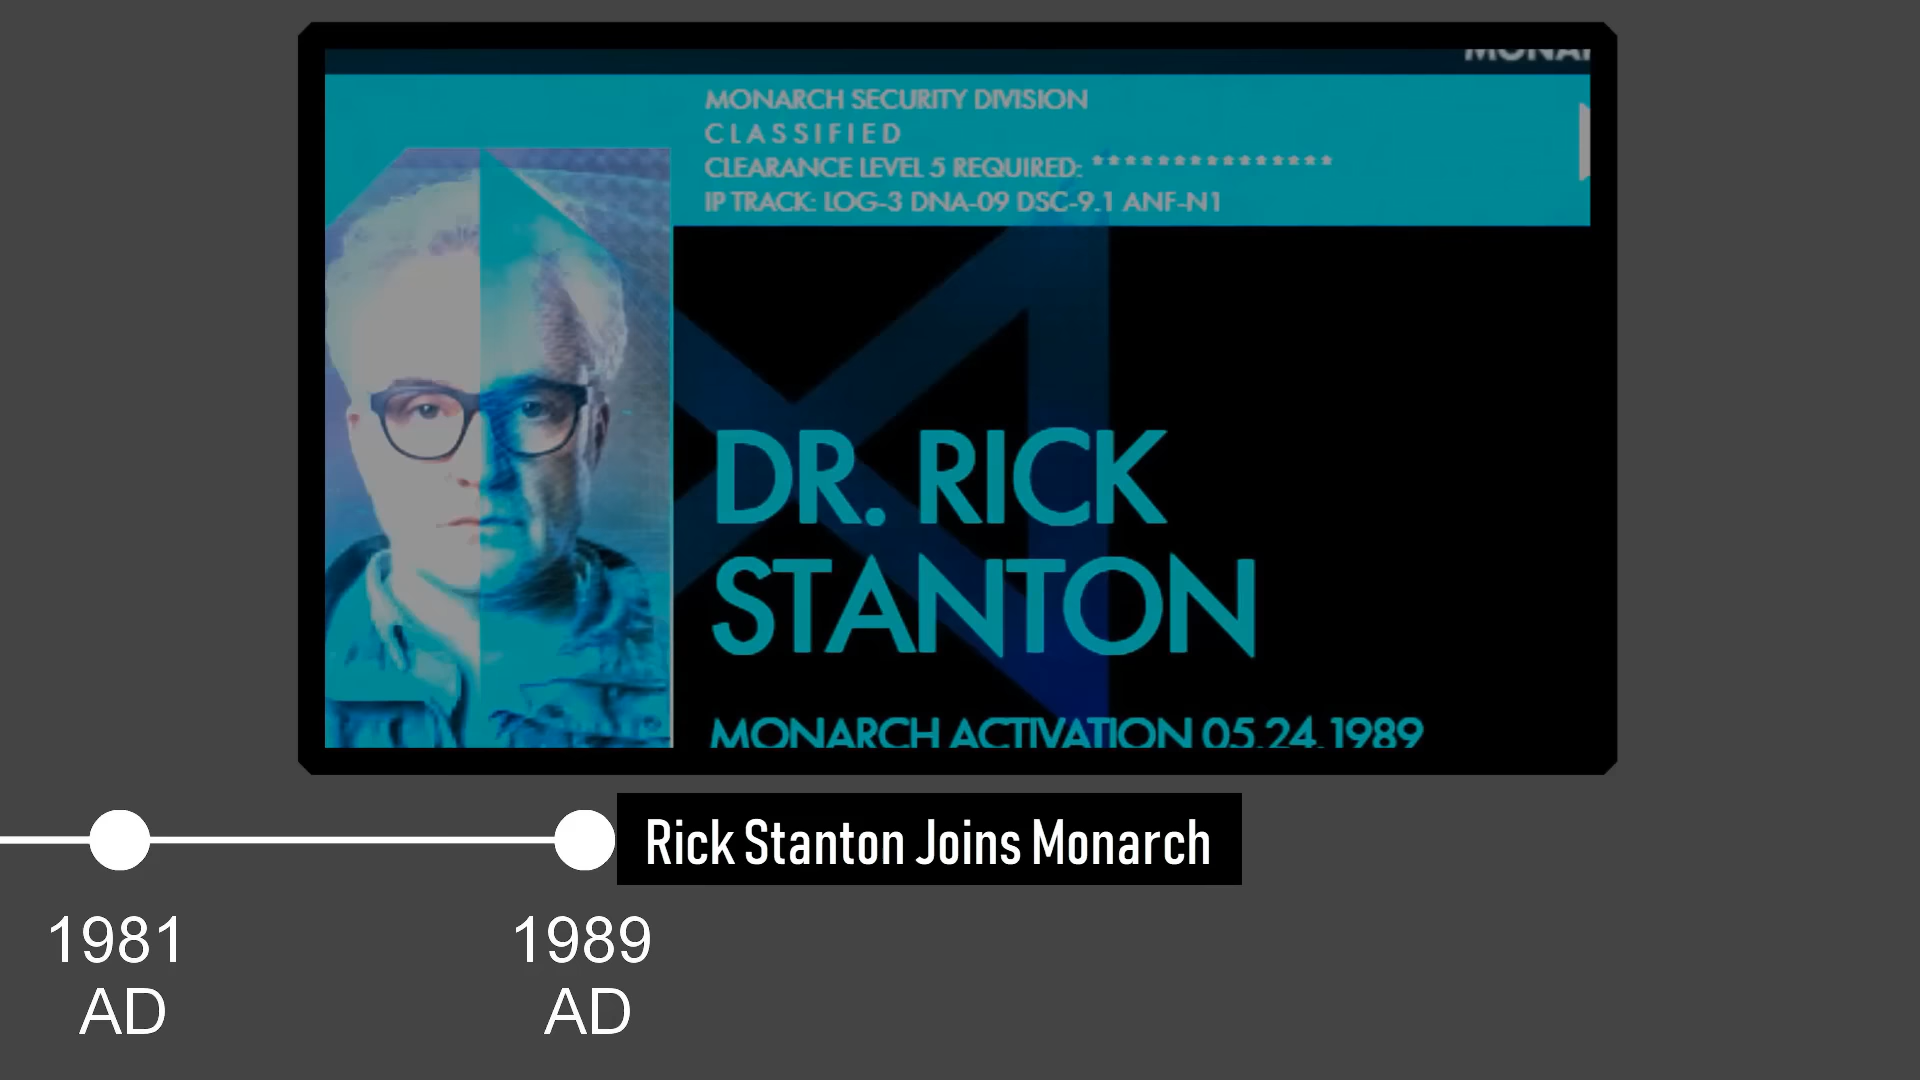 MONARCH SECURITY DIVISION
CLASSIFIED
CLEARANCE LEVEL 5 REQUIRED: ***************
IP TRACK: LOG-3 DNA-09 DSC-9.1 ANF-N1
DR. RICK
STANTON
MONARCH ACTIVATION 05.24.1989
Rick Stanton Joins Monarch
1981
AD
1989
AD